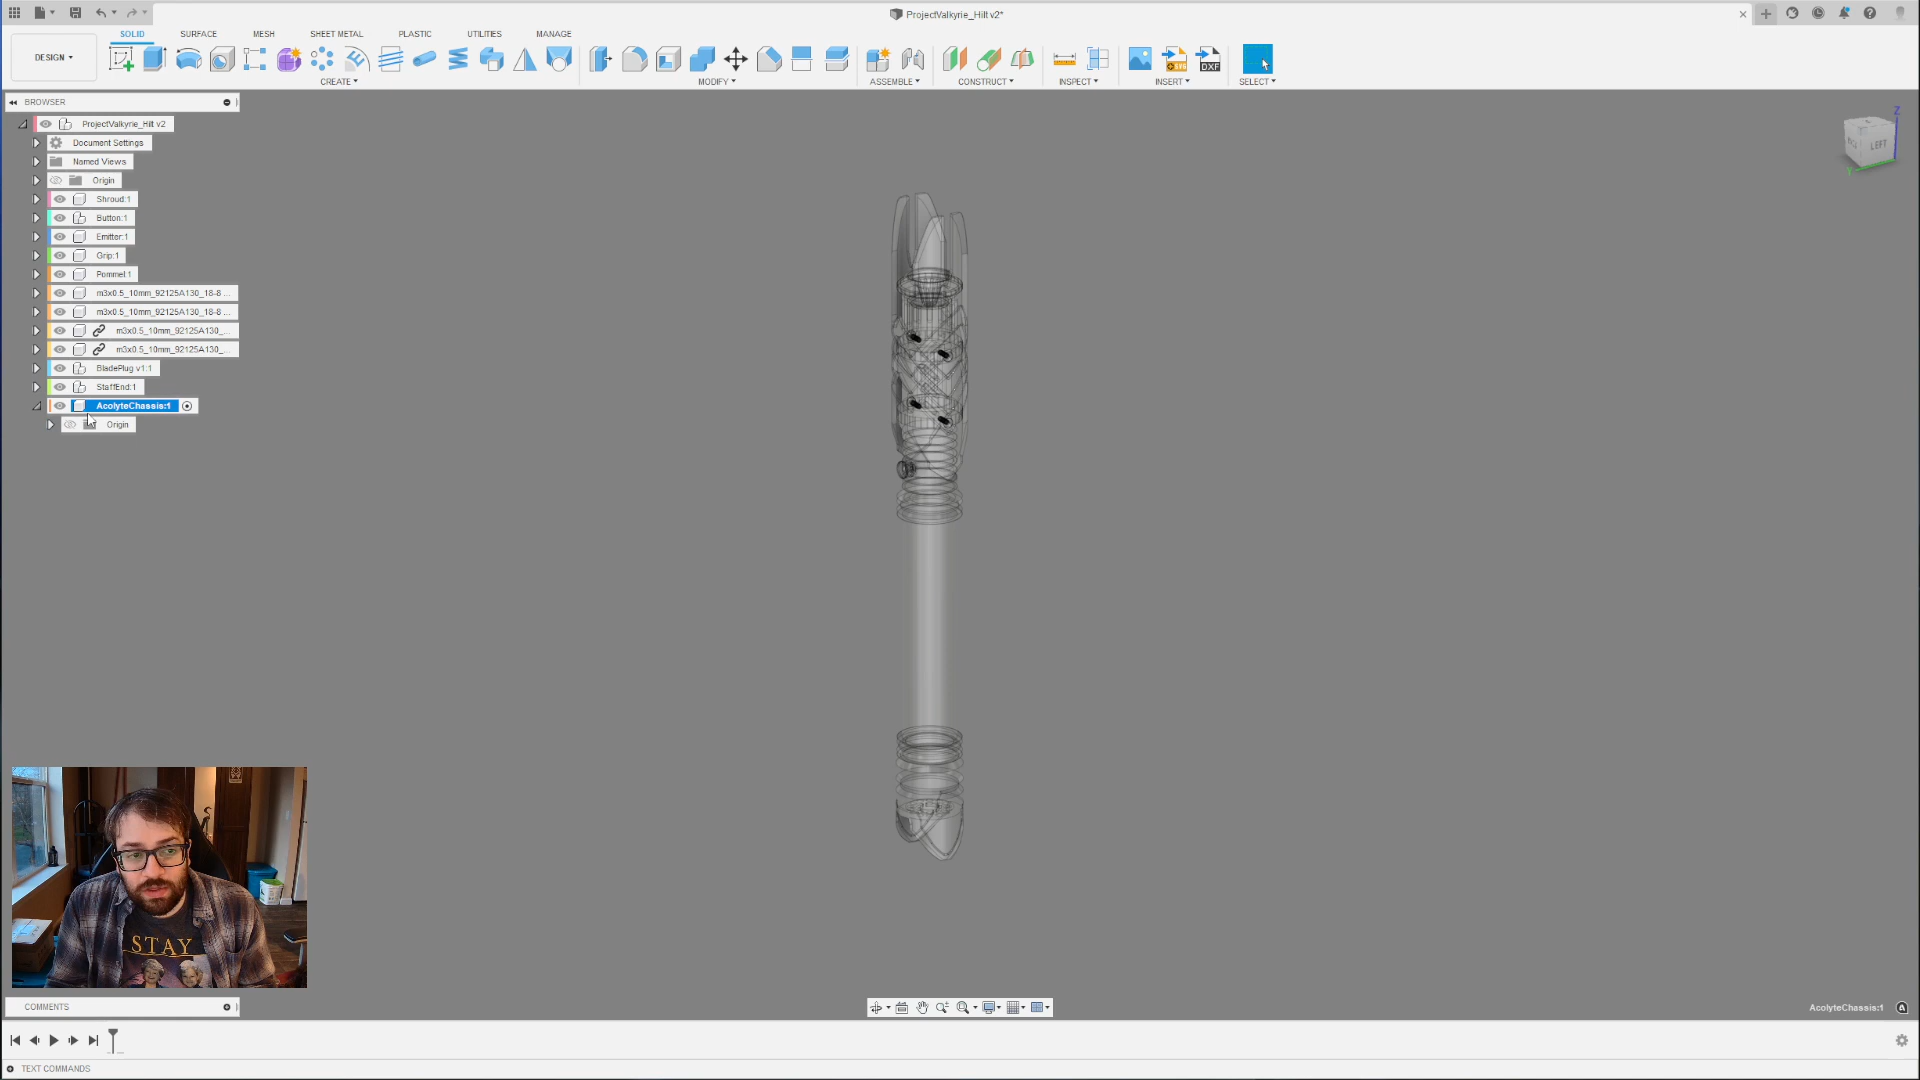 ProjectValkyrie_Hilt v2*
DESIGN
SOLID
SURFACE
MESH
SHEET METAL
PLASTIC
UTILITIES
MANAGE
CREATE
MODIFY
ASSEMBLE
CONSTRUCT
INSPECT
INSERT
SELECT
DXF
BROWSER
ProjectValkyrie_Hilt v2
Document Settings
Named Views
Origin
Shroud:1
Button:1
Emitter:1
Grip:1
Pommel:1
m3x0.5_10mm_92125A130_18-8 ...
m3x0.5_10mm_92125A130_18-8 ...
m3x0.5_10mm_92125A130_...
m3x0.5_10mm_92125A130_...
BladePlug v1:1
StaffEnd:1
AcolyteChassis:1
Origin
Z
LEFT
STAY
COMMENTS
AcolyteChassis:1
TEXT COMMANDS